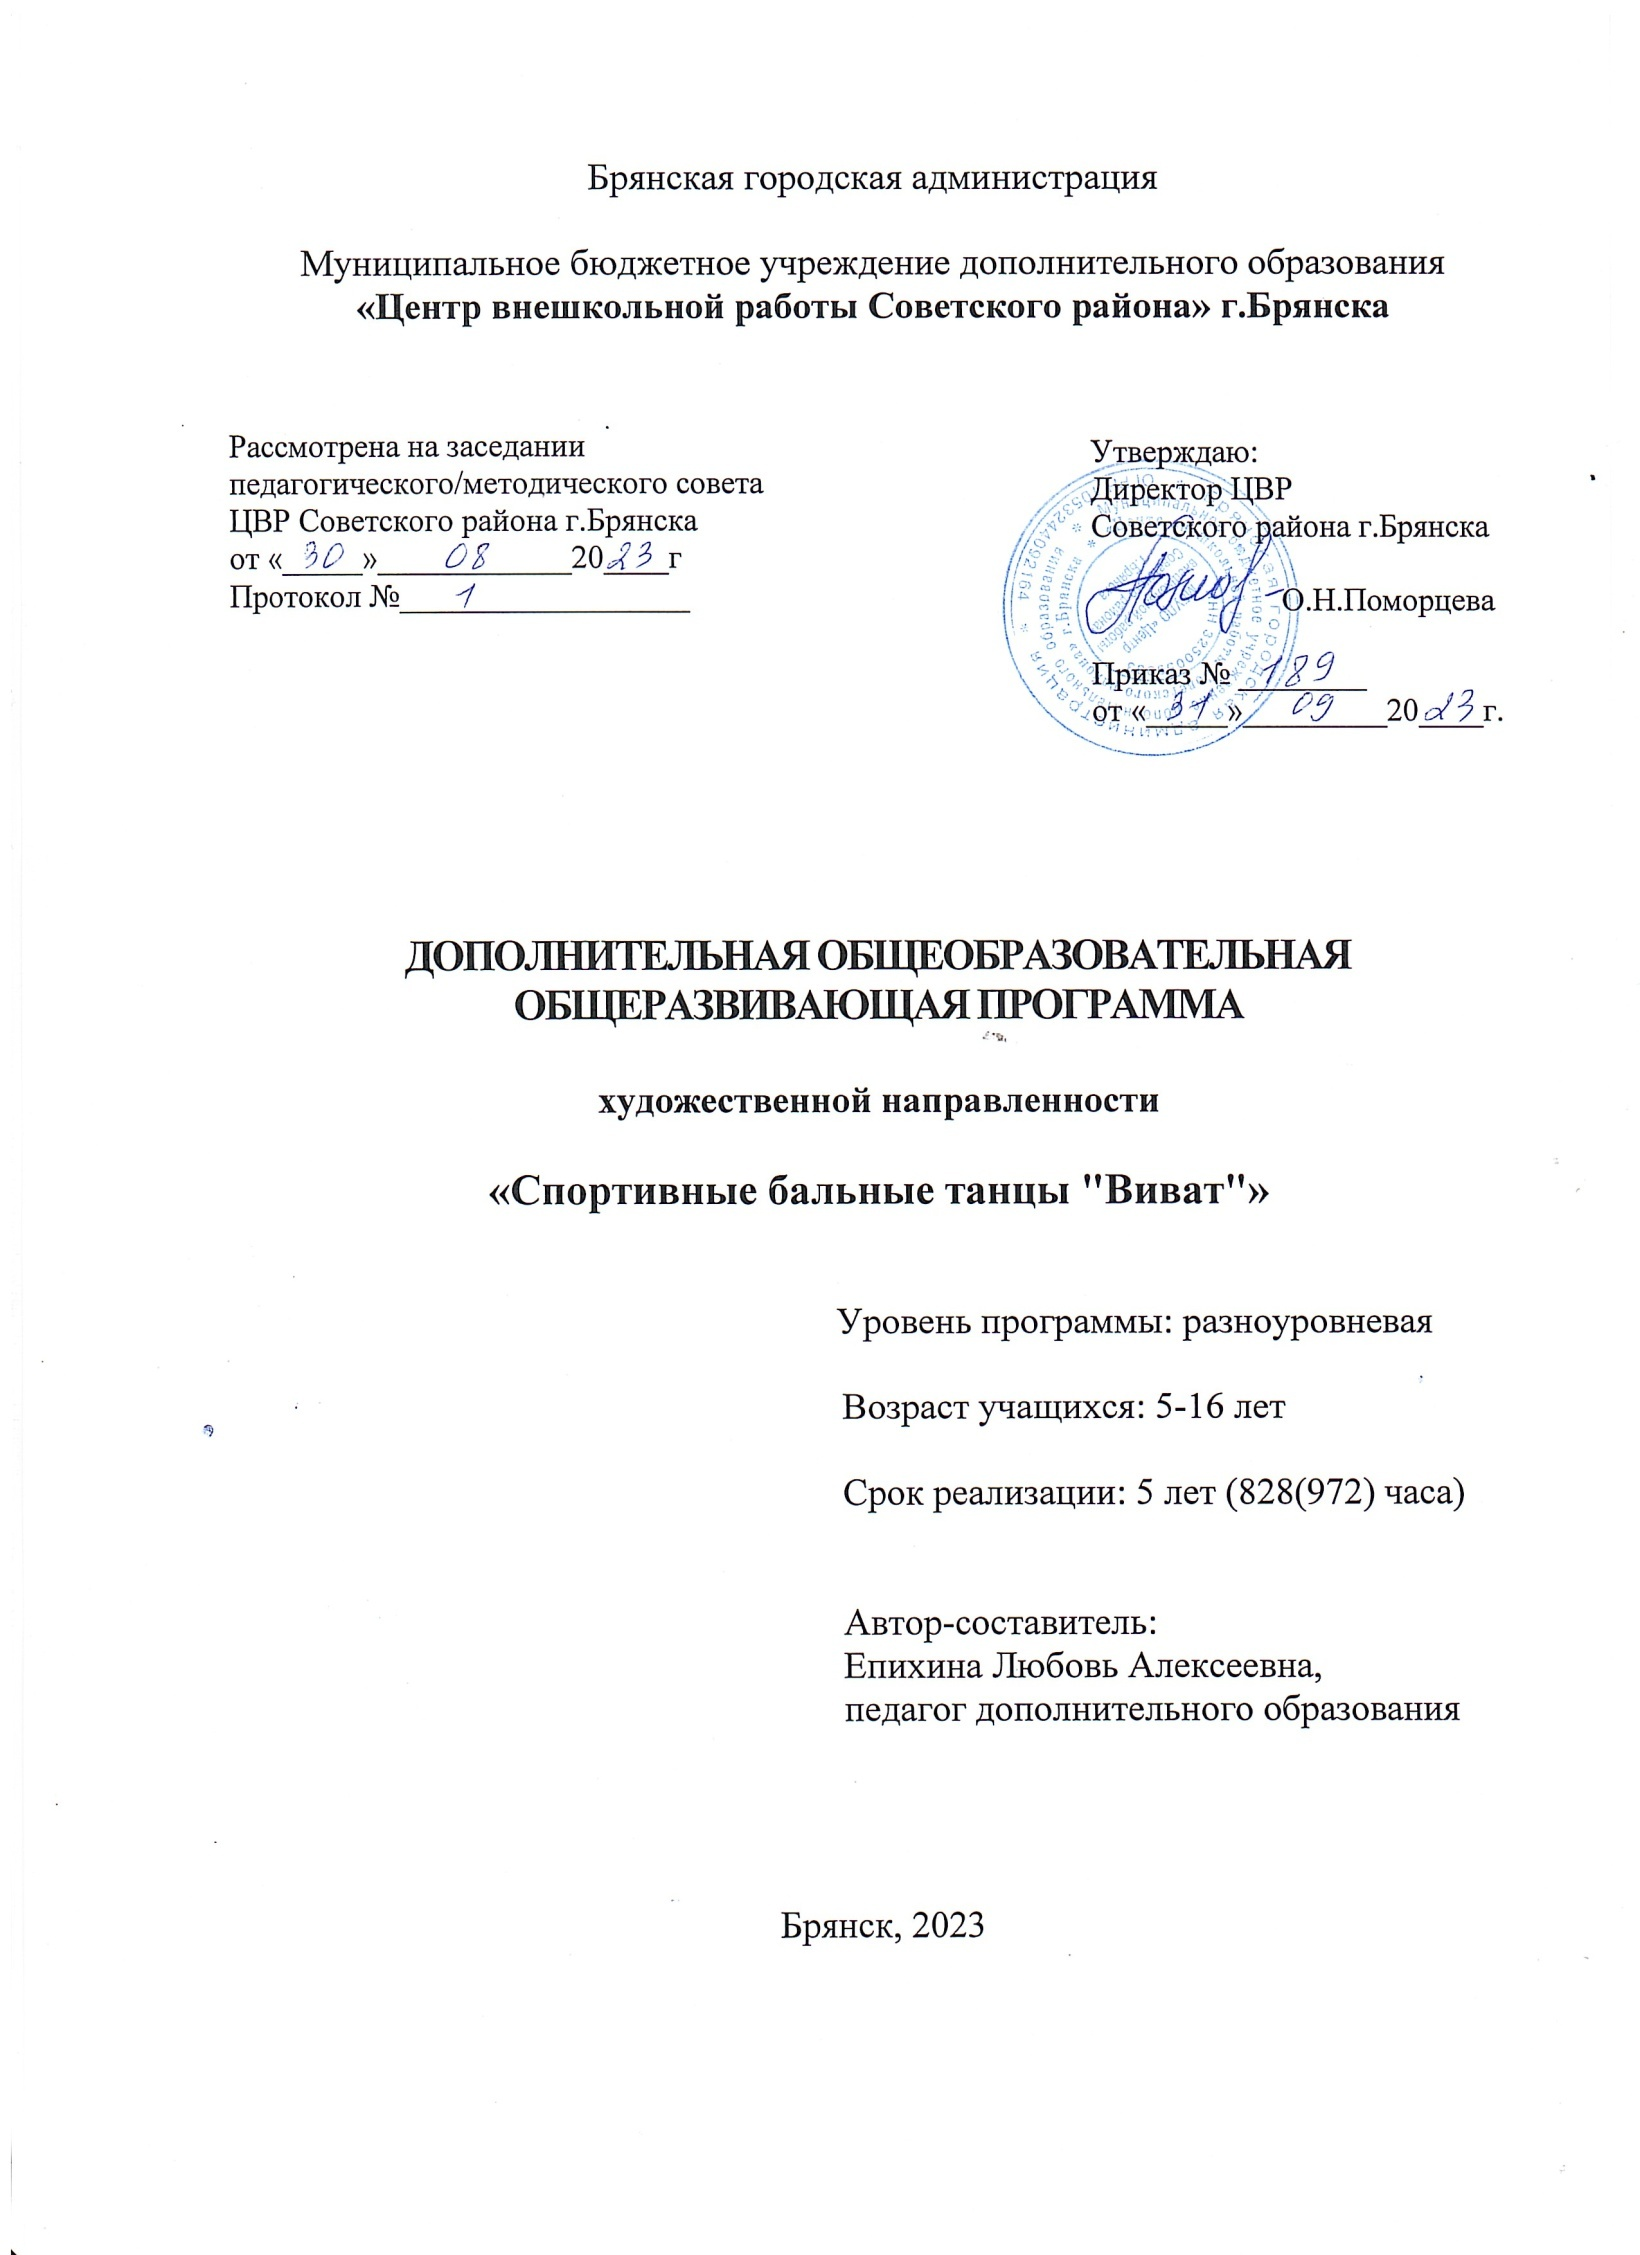 Брянская городская администрация
Муниципальное бюджетное учреждение дополнительного образования
«Центр внешкольной работы Советского района» г.Брянска
Рассмотрена на заседании
педагогического/методического совета
ЦВР Советского района г.Брянска
от «30»08 2023г
Протокол №1
Утверждаю:
Директор ЦВР
Советского района г.Брянска
О.Н.Поморцева
Приказ № 189
от «31» 09 2023г.
ДОПОЛНИТЕЛЬНАЯ ОБЩЕОБРАЗОВАТЕЛЬНАЯ
ОБЩЕРАЗВИВАЮЩАЯ ПРОГРАММА
художественной направленности
«Спортивные бальные танцы "Виват"»
Уровень программы: разноуровневая
Возраст учащихся: 5-16 лет
Срок реализации: 5 лет (828(972) часа)
Автор-составитель:
Епихина Любовь Алексеевна,
педагог дополнительного образования
Брянск, 2023